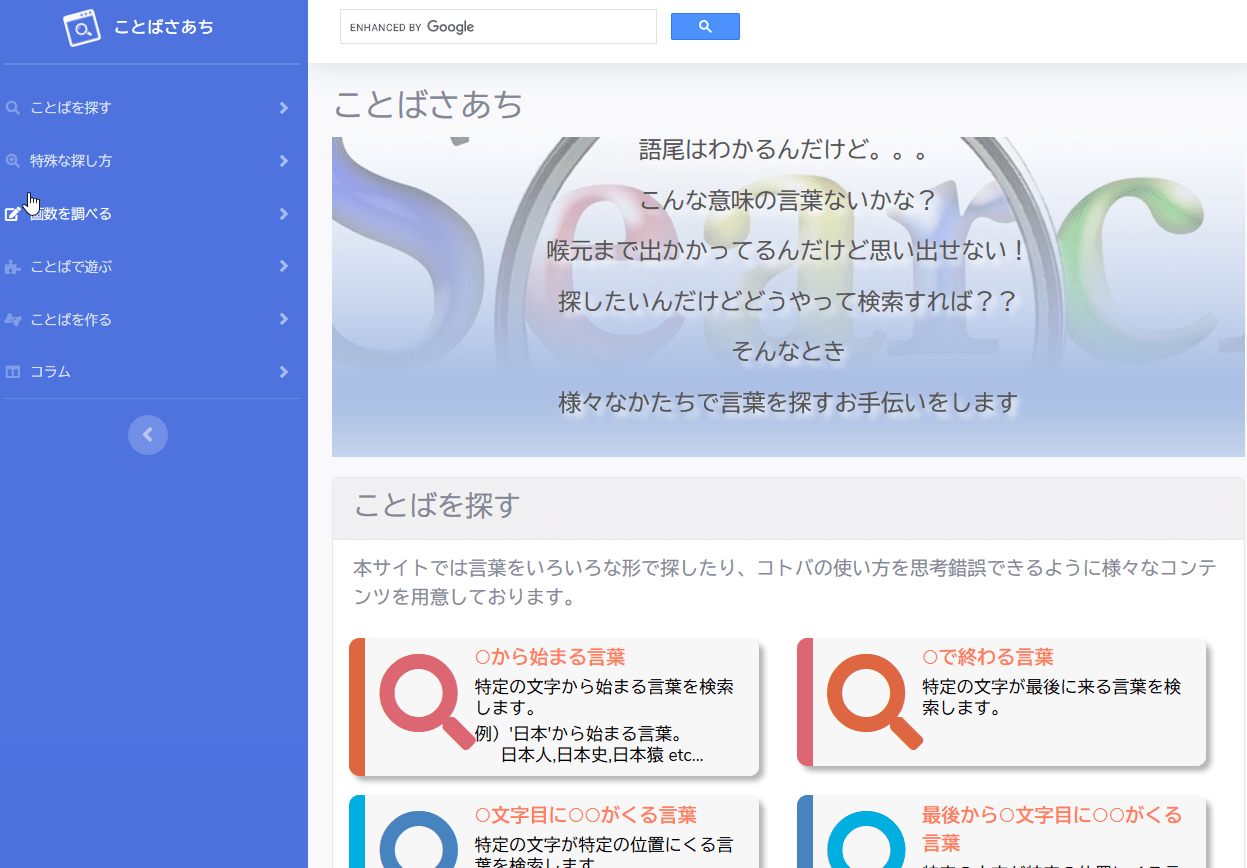 ことばさあち
ENHANCED BY Google
ことばを探す
特殊な探し方
画数を調べる
ことばで遊ぶ
ことばを作る
コラム
ことばさあち
Search
語尾はわかるんだけど。。。
こんな意味の言葉ないかな？
喉元まで出かかってるんだけど思い出せない！
探したいんだけどどうやって検索すれば？？
そんなとき
様々なかたちで言葉を探すお手伝いをします
ことばを探す
本サイトでは言葉をいろいろな形で探したり、コトバの使い方を思考錯誤できるように様々なコンテ
ンツを用意しております。
○から始まる言葉
特定の文字から始まる言葉を検索
します。
例）'日本'から始まる言葉。
日本人,日本史,日本猿 etc...
○で終わる言葉
特定の文字が最後に来る言葉を検
索します。
○文字目に○○がくる言葉
特定の文字が特定の位置にくる言
葉を検索します
最後から○文字目に○○がくる
言葉